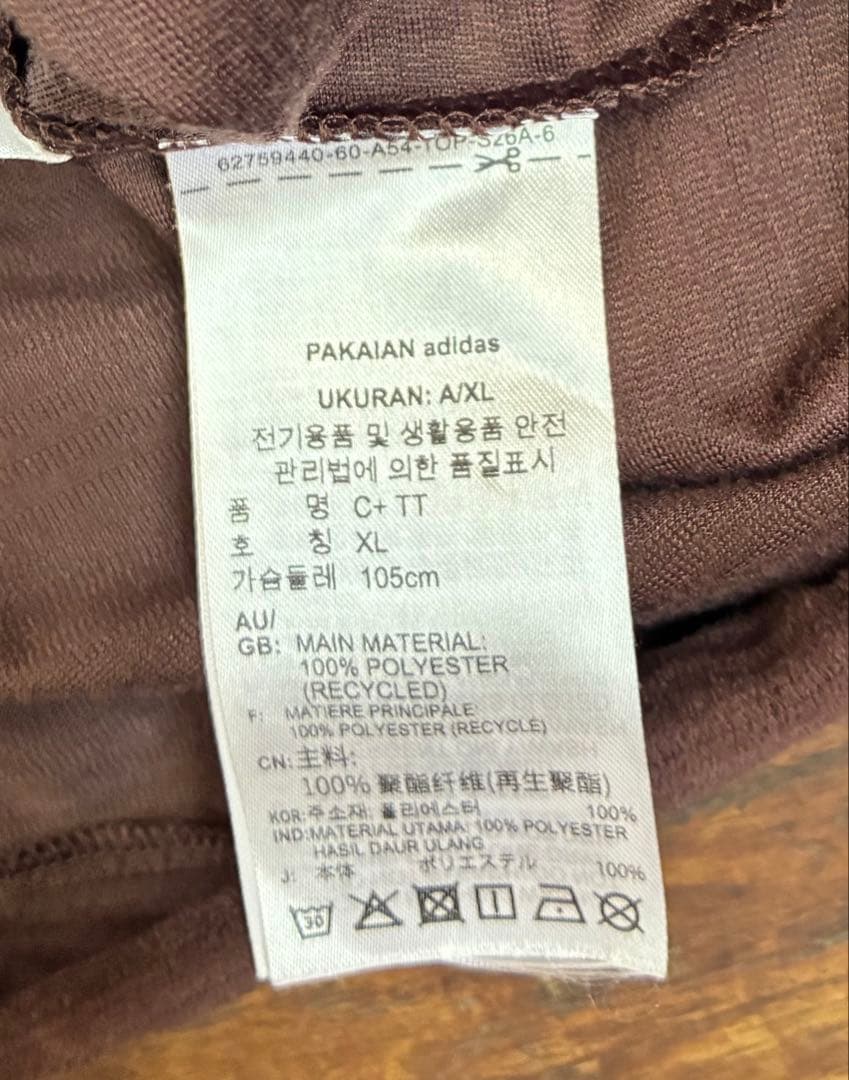 62759440-60-A54-TOP-S26A-6
PAKAIAN adidas
UKURAN: A/XL
전기용품 및 생활용품 안전
관리법에 의한 품질표시
품 명 C+ TT
호 칭 XL
가슴둘레 105cm
AU/
GB: MAIN MATERIAL:
100% POLYESTER
(RECYCLED)
F: MATIERE PRINCIPALE:
100% POLYESTER (RECYCLÉ)
CN: 主料:
100% 聚酯纤维(再生聚酯)
KOR:주소재: 폴리에스터 100%
IND:MATERIAL UTAMA: 100% POLYESTER
HASIL DAUR ULANG
J: 本体 ポリエステル 100%
30